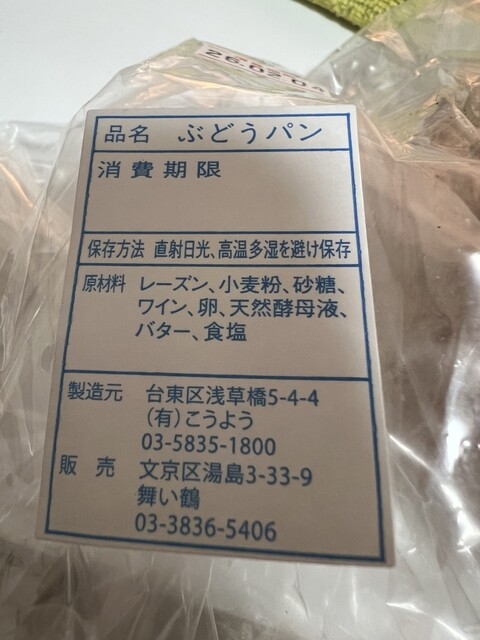 26.02.04
品名 ぶどうパン
消費期限
保存方法 直射日光、高温多湿を避け保存
原材料 レーズン、小麦粉、砂糖、
ワイン、卵、天然酵母液、
バター、食塩
製造元 台東区浅草橋5-4-4
(有)こうよう
03-5835-1800
販売 文京区湯島3-33-9
舞い鶴
03-3836-5406